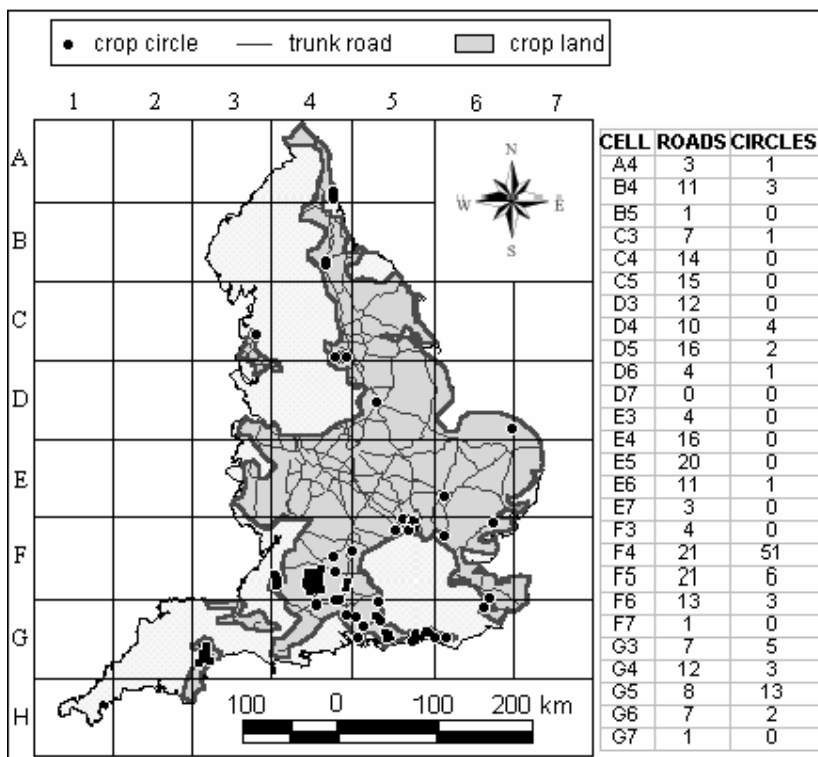 crop circle trunk road crop land
1 2 3 4 5 6 7
A
B
C
D
E
F
G
H
N
W E
S
100 0 100 200 km
CELL ROADS CIRCLES
A4 3 1
B4 11 3
B5 1 0
C3 7 1
C4 14 0
C5 15 0
D3 12 0
D4 10 4
D5 16 2
D6 4 1
D7 0 0
E3 4 0
E4 16 0
E5 20 0
E6 11 1
E7 3 0
F3 4 0
F4 21 51
F5 21 6
F6 13 3
F7 1 0
G3 7 5
G4 12 3
G5 8 13
G6 7 2
G7 1 0